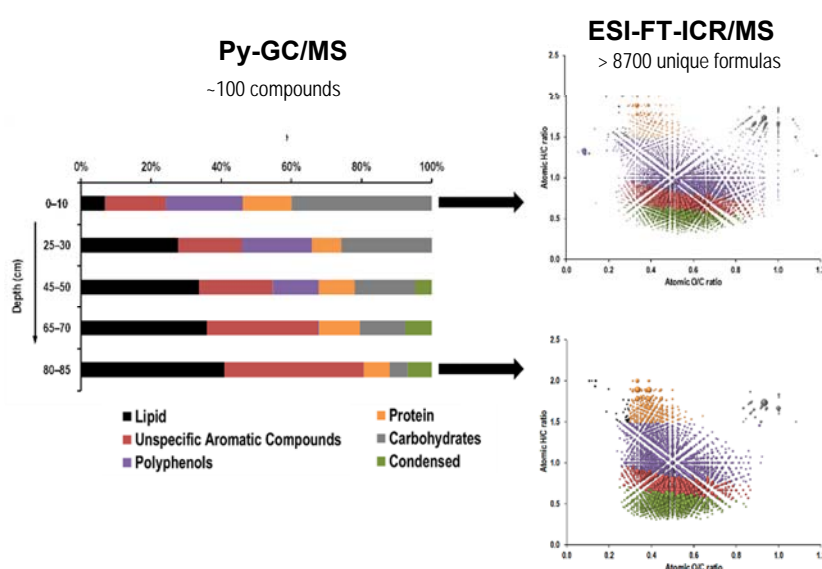 Py-GC/MS
~100 compounds
0% 20% 40% 60% 80% 100%
0–10
25–30
45–50
65–70
80–85
Depth (cm)
Lipid
Unspecific Aromatic Compounds
Polyphenols
Protein
Carbohydrates
Condensed
ESI-FT-ICR/MS
> 8700 unique formulas
Atomic H/C ratio
2.5
2.0
1.5
1.0
0.5
0.0
0.0 0.2 0.4 0.6 0.8 1.0
Atomic O/C ratio
Atomic H/C ratio
2.5
2.0
1.5
1.0
0.5
0.0
0.0 0.2 0.4 0.6 0.8 1.0
Atomic O/C ratio